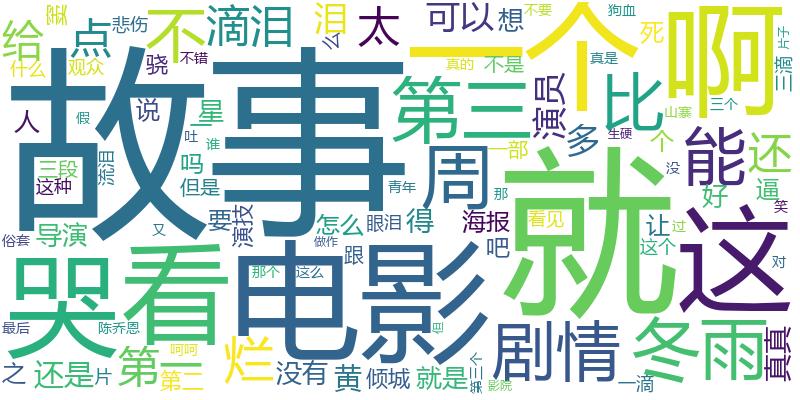 给
室
悲伤
点
不
滴泪
泪
么
太
可以
想
一个
狗血
不要
死
啊
三滴
片子
什么
观众
骁
不错
真的
不是
真是
人
假
说
星
故事
第三
演员
比
山寨
三个
三段
流泪
吐
谁
吗
周
多
一部
生硬
个
能
还
这种
但是
青年
那
就
没
好
逼
导演
俗套
又
要
演技
怎么
眼泪
得
海报
看见
让
过
笑
这
哭
看
做作
电影
跟
吧
这个
对
那个
这么
最后
陈乔恩
但
剧情
冬雨
真真
之
还是
片
第一
第二
呵呵
烂
没有
黄
倾城
就是
第三个
影院
一滴